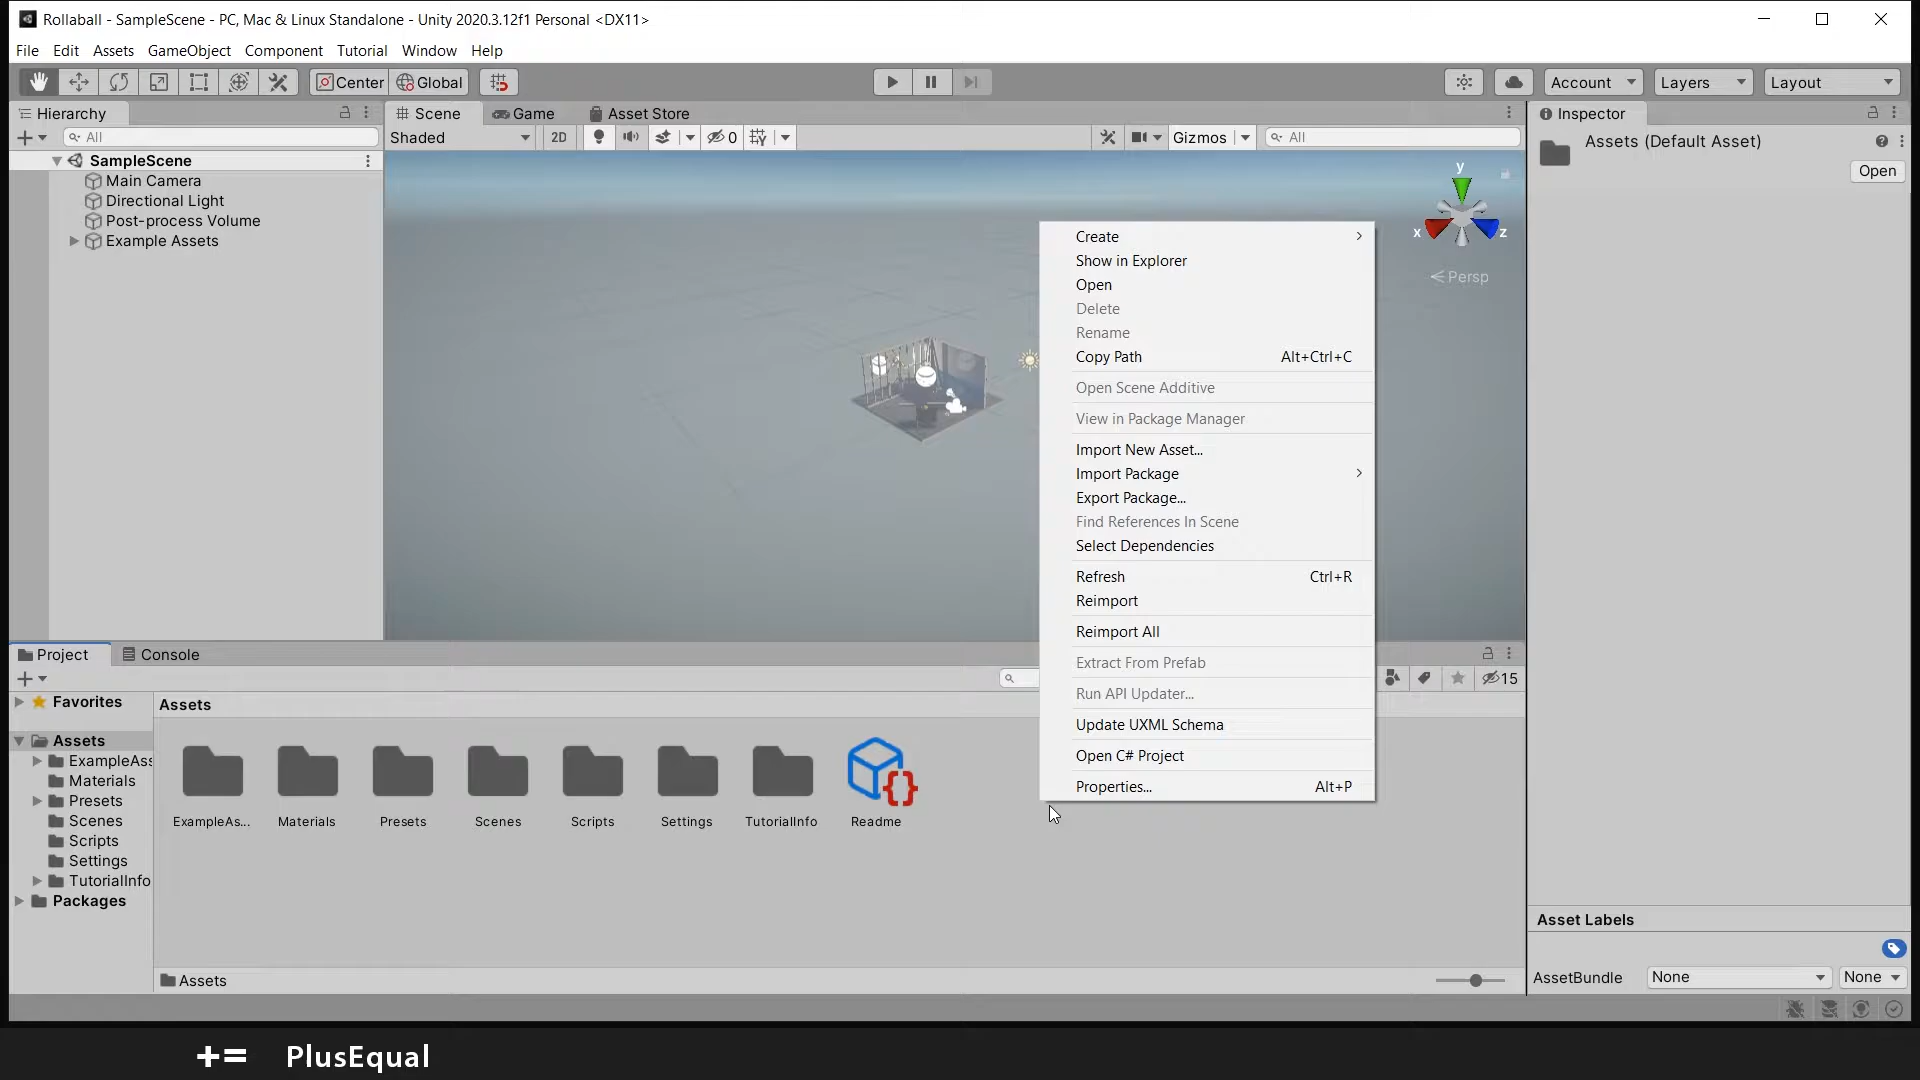 Rollaball - SampleScene - PC, Mac & Linux Standalone - Unity 2020.3.12f1 Personal <DX11>
File Edit Assets GameObject Component Tutorial Window Help
Center Global Account Layers Layout
Hierarchy
All
SampleScene
Main Camera
Directional Light
Post-process Volume
Example Assets
Scene Game Asset Store
Shaded 2D 0 Gizmos All
y
x z
Persp
Create
Show in Explorer
Open
Delete
Rename
Copy Path Alt+Ctrl+C
Open Scene Additive
View in Package Manager
Import New Asset...
Import Package
Export Package...
Find References In Scene
Select Dependencies
Refresh Ctrl+R
Reimport
Reimport All
Extract From Prefab
Run API Updater...
Update UXML Schema
Open C# Project
Properties... Alt+P
Inspector
Assets (Default Asset)
Open
Project Console
15
Favorites
Assets
ExampleAss
Materials
Presets
Scenes
Scripts
Settings
TutorialInfo
Packages
Assets
ExampleAs... Materials Presets Scenes Scripts Settings TutorialInfo Readme
Assets
Asset Labels
AssetBundle None None
+= PlusEqual